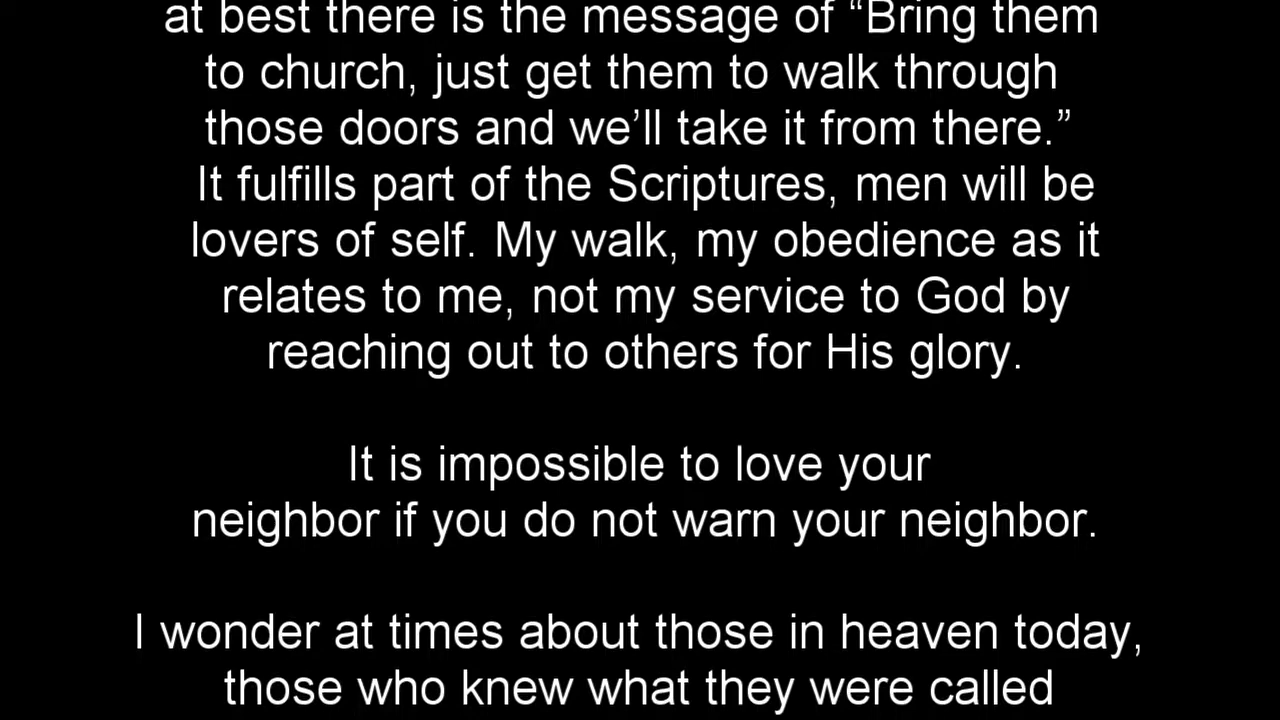 at best there is the message of “Bring them
to church, just get them to walk through
those doors and we’ll take it from there.”
It fulfills part of the Scriptures, men will be
lovers of self. My walk, my obedience as it
relates to me, not my service to God by
reaching out to others for His glory.
It is impossible to love your
neighbor if you do not warn your neighbor.
I wonder at times about those in heaven today,
those who knew what they were called